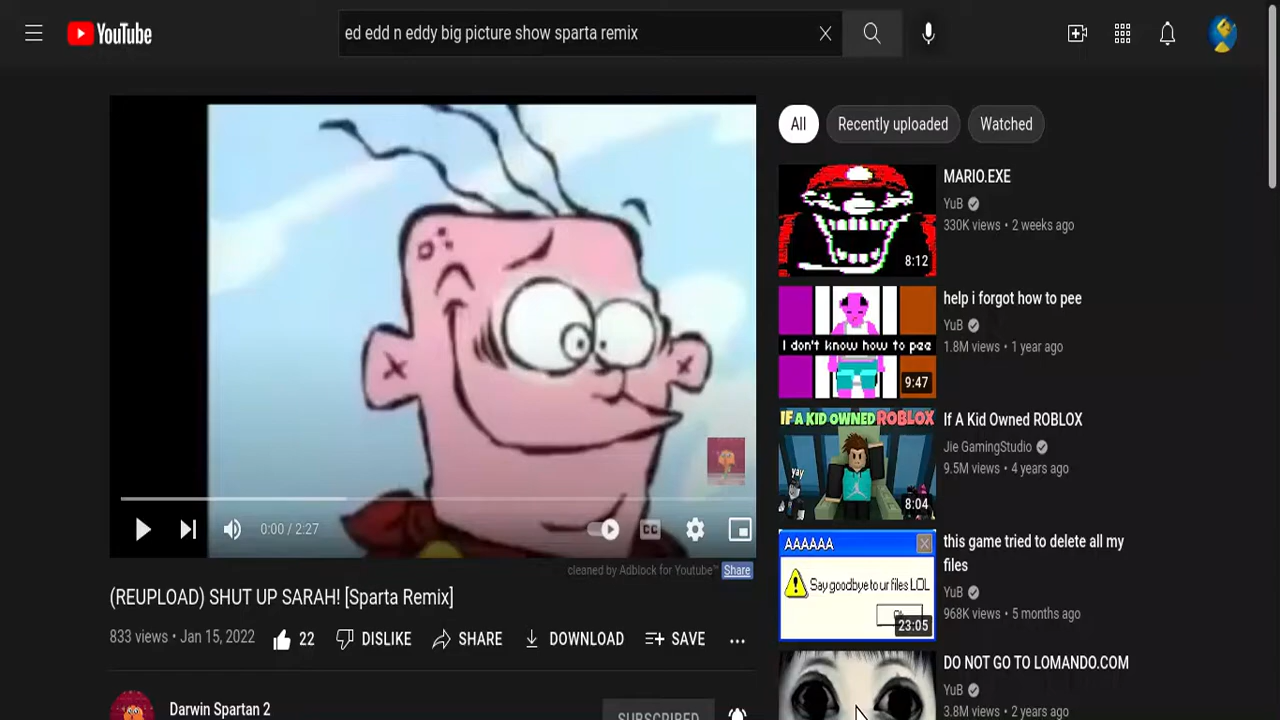 YouTube
ed edd n eddy big picture show sparta remix
All
Recently uploaded
Watched
MARIO.EXE
YuB
330K views • 2 weeks ago
8:12
help i forgot how to pee
YuB
1.8M views • 1 year ago
I don't know how to pee
9:47
IF A KID OWNED ROBLOX
If A Kid Owned ROBLOX
Jie GamingStudio
9.5M views • 4 years ago
yay
8:04
AAAAAA
Say goodbye to ur files LOL
23:05
this game tried to delete all my
files
YuB
968K views • 5 months ago
DO NOT GO TO LOMANDO.COM
YuB
3.8M views • 2 years ago
0:00 / 2:27
CC
cleaned by Adblock for Youtube™ Share
(REUPLOAD) SHUT UP SARAH! [Sparta Remix]
833 views • Jan 15, 2022
22
DISLIKE
SHARE
DOWNLOAD
SAVE
Darwin Spartan 2
SUBSCRIBED